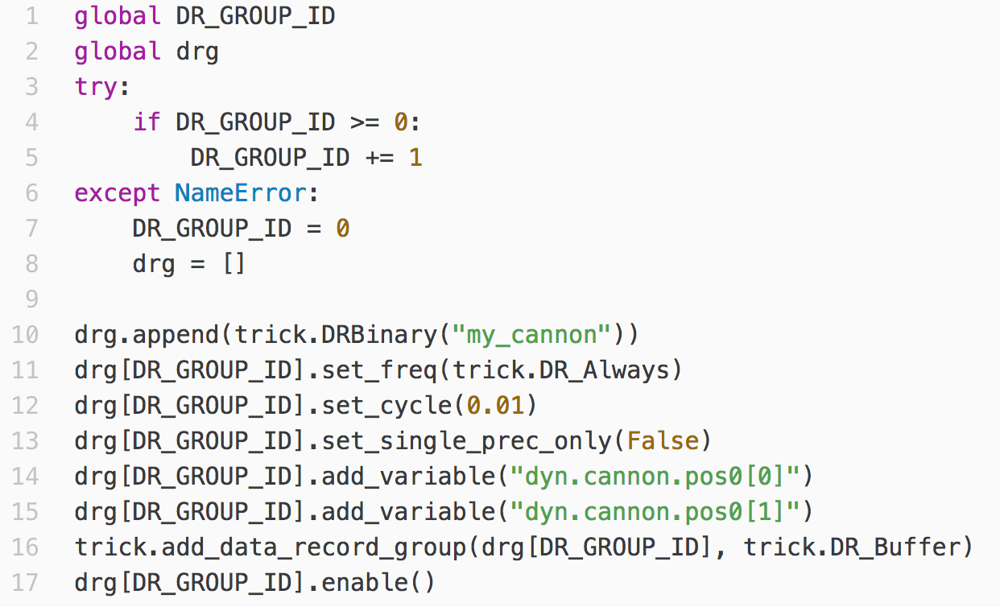 1 global DR_GROUP_ID
2 global drg
3 try:
4     if DR_GROUP_ID >= 0:
5         DR_GROUP_ID += 1
6 except NameError:
7     DR_GROUP_ID = 0
8     drg = []
9
10 drg.append(trick.DRBinary("my_cannon"))
11 drg[DR_GROUP_ID].set_freq(trick.DR_Always)
12 drg[DR_GROUP_ID].set_cycle(0.01)
13 drg[DR_GROUP_ID].set_single_prec_only(False)
14 drg[DR_GROUP_ID].add_variable("dyn.cannon.pos0[0]")
15 drg[DR_GROUP_ID].add_variable("dyn.cannon.pos0[1]")
16 trick.add_data_record_group(drg[DR_GROUP_ID], trick.DR_Buffer)
17 drg[DR_GROUP_ID].enable()